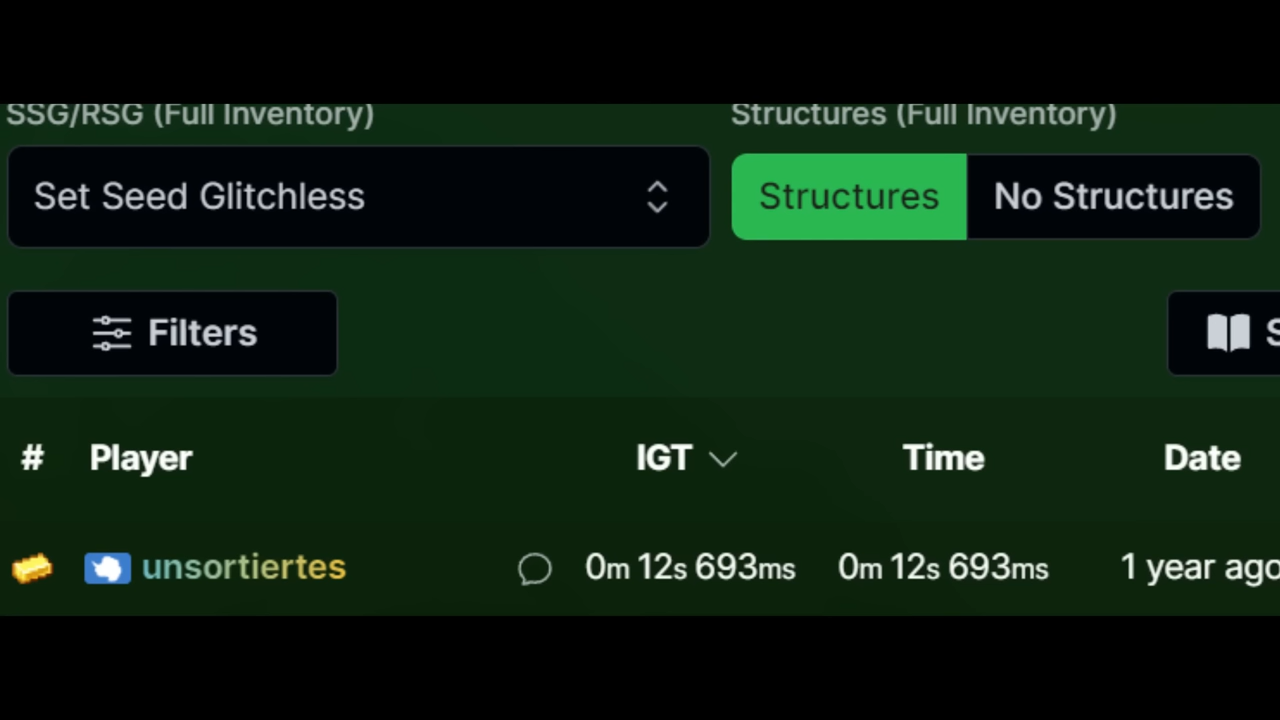 SSG/RSG (Full Inventory) Structures (Full Inventory)
Set Seed Glitchless Structures No Structures
Filters
# Player IGT Time Date
unsortiertes 0m 12s 693ms 0m 12s 693ms 1 year ago